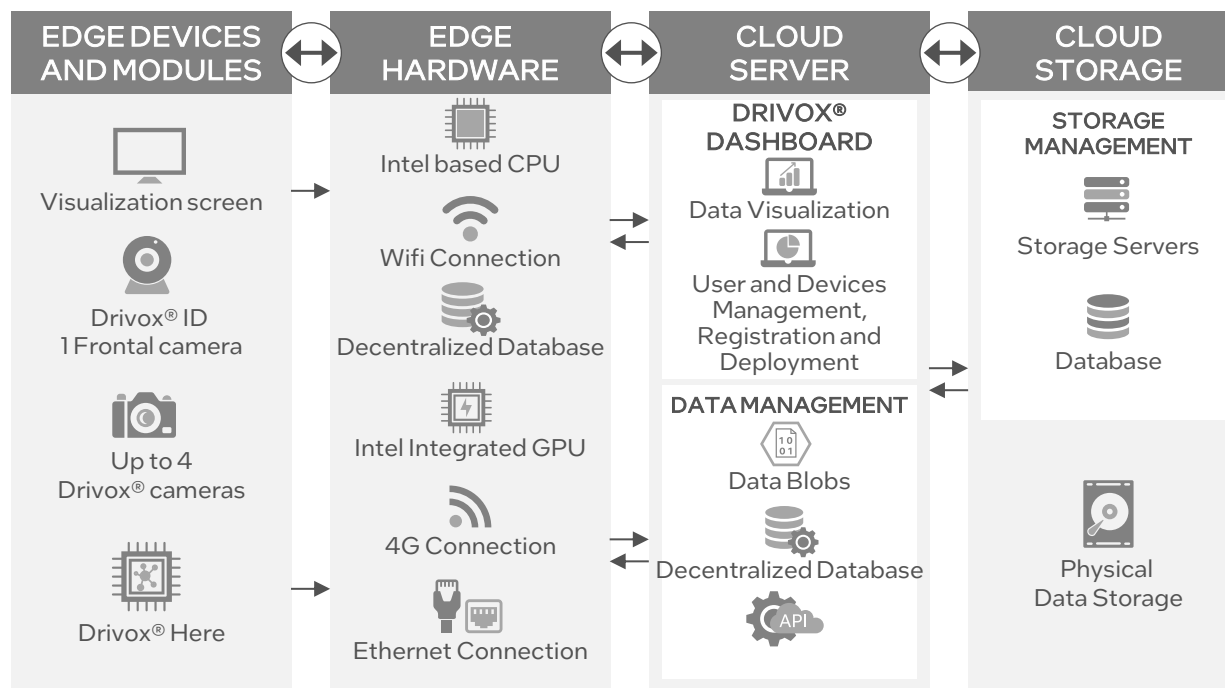 EDGE DEVICES
AND MODULES
Visualization screen
Drivox® ID
1 Frontal camera
Up to 4
Drivox® cameras
Drivox® Here
EDGE
HARDWARE
Intel based CPU
Wifi Connection
Decentralized Database
Intel Integrated GPU
4G Connection
Ethernet Connection
CLOUD
SERVER
DRIVOX®
DASHBOARD
Data Visualization
User and Devices
Management,
Registration and
Deployment
DATA MANAGEMENT
10
01
Data Blobs
Decentralized Database
API
CLOUD
STORAGE
STORAGE
MANAGEMENT
Storage Servers
Database
Physical
Data Storage